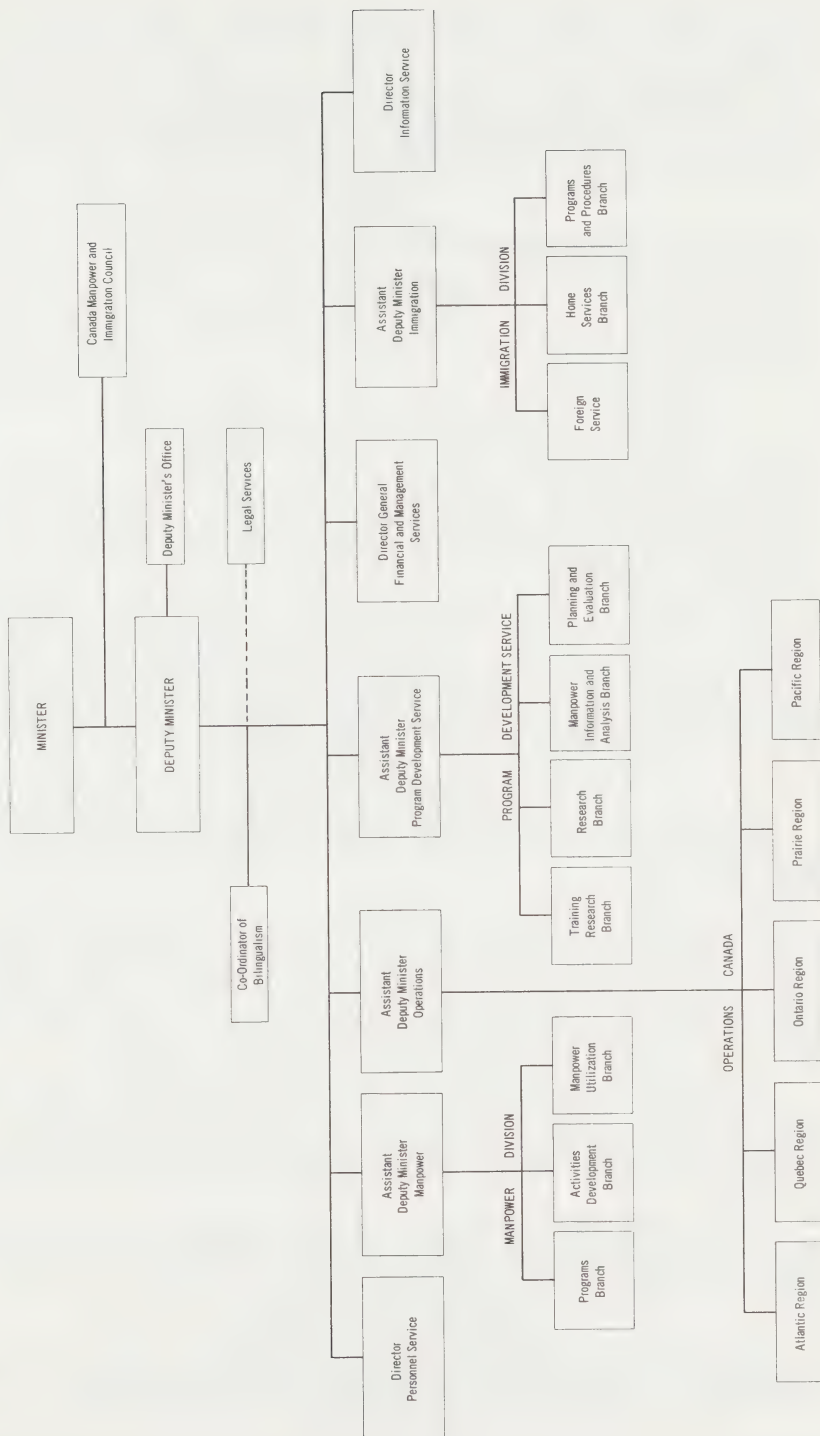 MINISTER
Canada Manpower and
Immigration Council
DEPUTY MINISTER
Deputy Minister's Office
Co-Ordinator of
Bilingualism
Legal Services
Director
Personnel Service
Assistant
Deputy Minister
Manpower
Assistant
Deputy Minister
Operations
Assistant
Deputy Minister
Program Development Service
Director General
Financial and Management
Services
Assistant
Deputy Minister
Immigration
Director
Information Service
MANPOWER DIVISION
Programs
Branch
Activities
Development
Branch
Manpower
Utilization
Branch
PROGRAM DEVELOPMENT SERVICE
Training
Research
Branch
Research
Branch
Manpower
Information and
Analysis Branch
Planning and
Evaluation
Branch
IMMIGRATION DIVISION
Foreign
Service
Home
Services
Branch
Programs
and Procedures
Branch
OPERATIONS CANADA
Atlantic Region
Quebec Region
Ontario Region
Prairie Region
Pacific Region